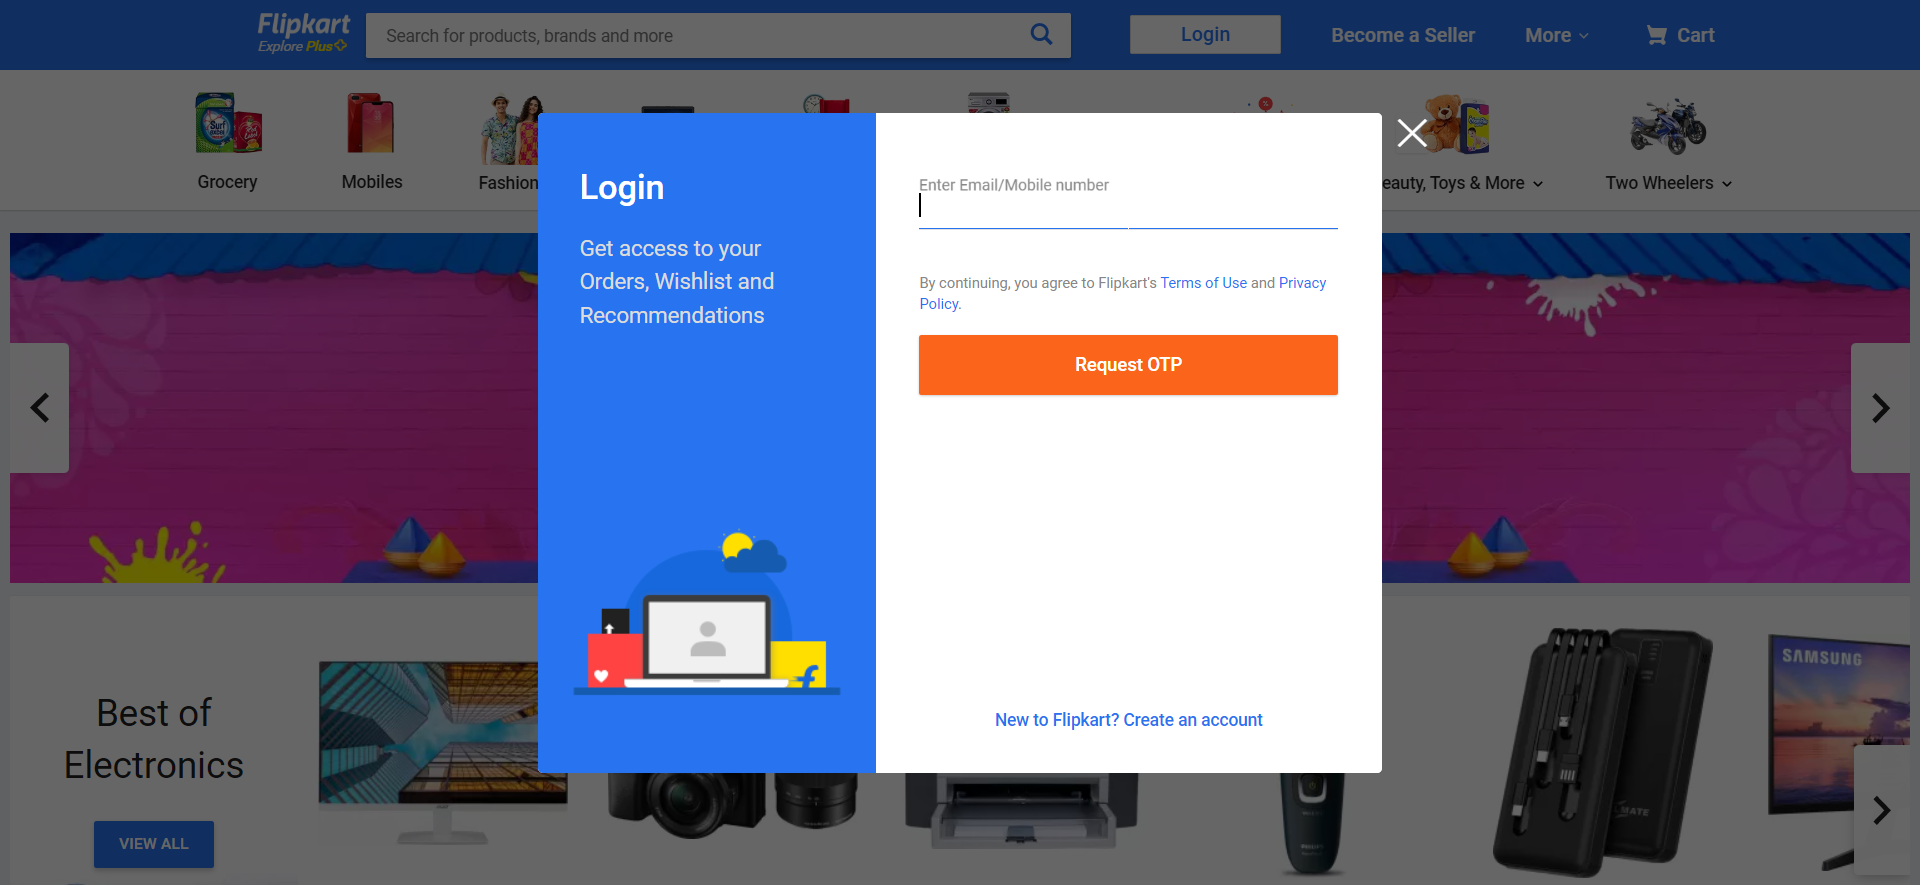 Flipkart
Explore Plus
Search for products, brands and more
Login
Become a Seller
More
Cart
Grocery
Mobiles
Fashion
eauty, Toys & More
Two Wheelers
Login
Get access to your
Orders, Wishlist and
Recommendations
Enter Email/Mobile number
By continuing, you agree to Flipkart's Terms of Use and Privacy
Policy.
Request OTP
New to Flipkart? Create an account
Best of
Electronics
VIEW ALL
Surf
SAMSUNG
MATE
PHILIPS